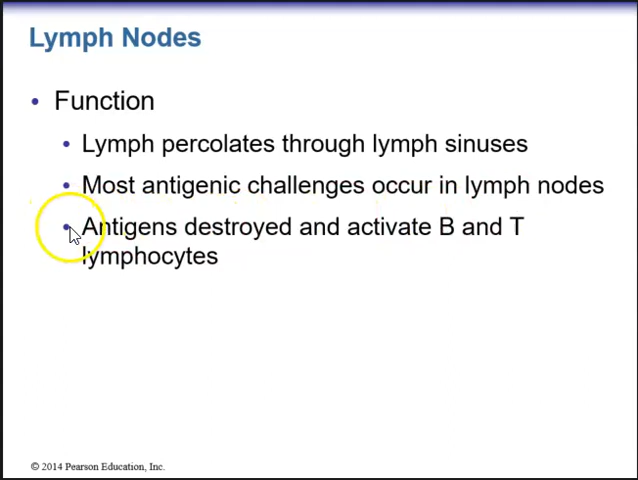 Lymph Nodes
• Function
• Lymph percolates through lymph sinuses
• Most antigenic challenges occur in lymph nodes
• Antigens destroyed and activate B and T
lymphocytes
© 2014 Pearson Education, Inc.